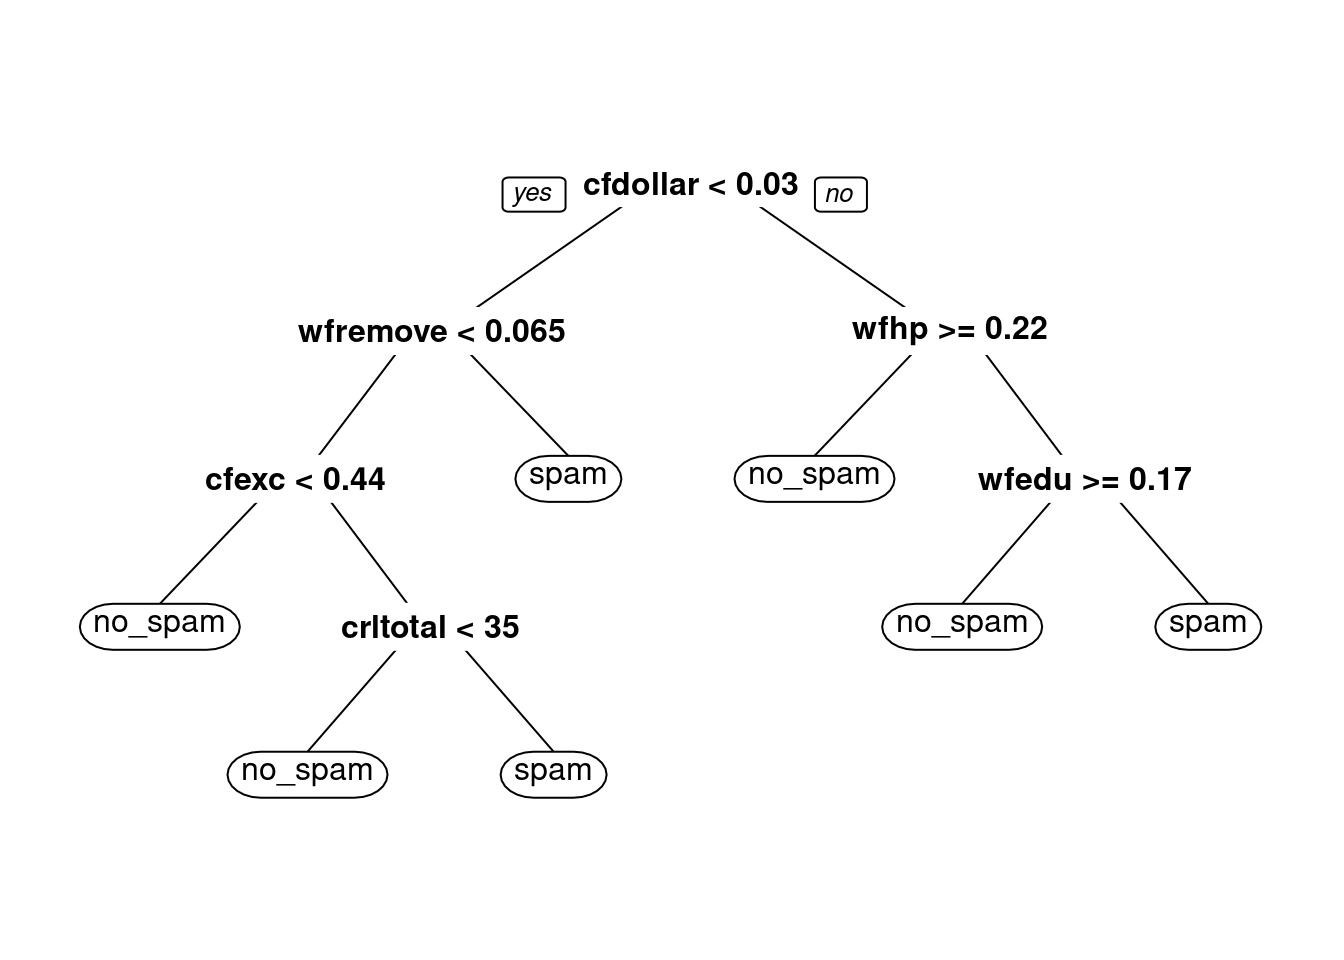 yes cfdollar < 0.03 no
wfremove < 0.065 wfhp >= 0.22
cfexc < 0.44 spam no_spam wfedu >= 0.17
no_spam crltotal < 35 no_spam spam
no_spam spam